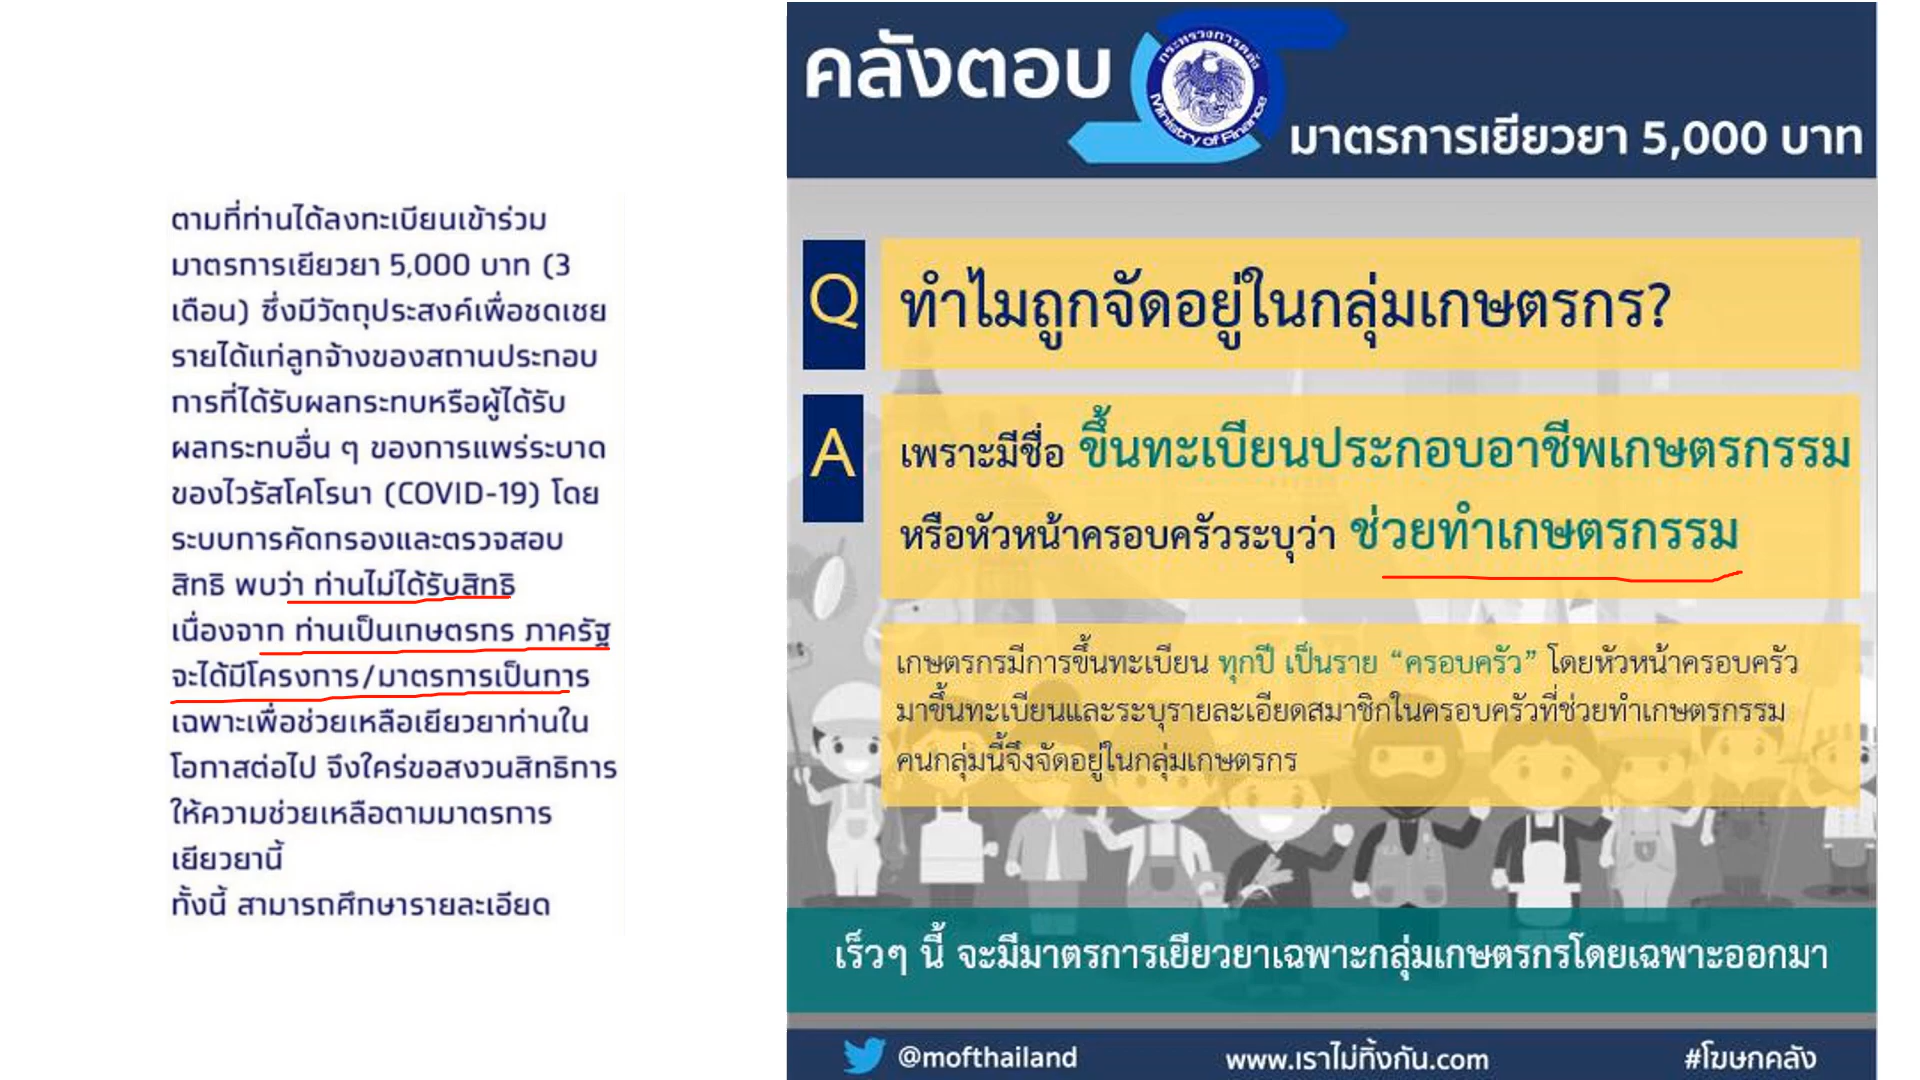 ตามที่ท่านได้ลงทะเบียนเข้าร่วม
มาตรการเยียวยา 5,000 บาท (3
เดือน) ซึ่งมีวัตถุประสงค์เพื่อชดเชย
รายได้แก่ลูกจ้างของสถานประกอบ
การที่ได้รับผลกระทบหรือผู้ได้รับ
ผลกระทบอื่น ๆ ของการแพร่ระบาด
ของไวรัสโคโรนา (COVID-19) โดย
ระบบการคัดกรองและตรวจสอบ
สิทธิ พบว่า ท่านไม่ได้รับสิทธิ
เนื่องจาก ท่านเป็นเกษตรกร ภาครัฐ
จะได้มีโครงการ/มาตรการเป็นการ
เฉพาะเพื่อช่วยเหลือเยียวยาท่านใน
โอกาสต่อไป จึงใคร่ขอสงวนสิทธิการ
ให้ความช่วยเหลือตามมาตรการ
เยียวยานี้
ทั้งนี้ สามารถศึกษารายละเอียด
คลังตอบ
กระทรวงการคลัง
Ministry of Finance
มาตรการเยียวยา 5,000 บาท
Q
ทำไมถูกจัดอยู่ในกลุ่มเกษตรกร?
A
เพราะมีชื่อ ขึ้นทะเบียนประกอบอาชีพเกษตรกรรม
หรือหัวหน้าครอบครัวระบุว่า ช่วยทำเกษตรกรรม
เกษตรกรมีการขึ้นทะเบียน ทุกปี เป็นราย “ครอบครัว” โดยหัวหน้าครอบครัว
มาขึ้นทะเบียนและระบุรายละเอียดสมาชิกในครอบครัวที่ช่วยทำเกษตรกรรม
คนกลุ่มนี้จึงจัดอยู่ในกลุ่มเกษตรกร
เร็วๆ นี้ จะมีมาตรการเยียวยาเฉพาะกลุ่มเกษตรกรโดยเฉพาะออกมา
@mofthailand
www.เราไม่ทิ้งกัน.com
#โฆษกคลัง